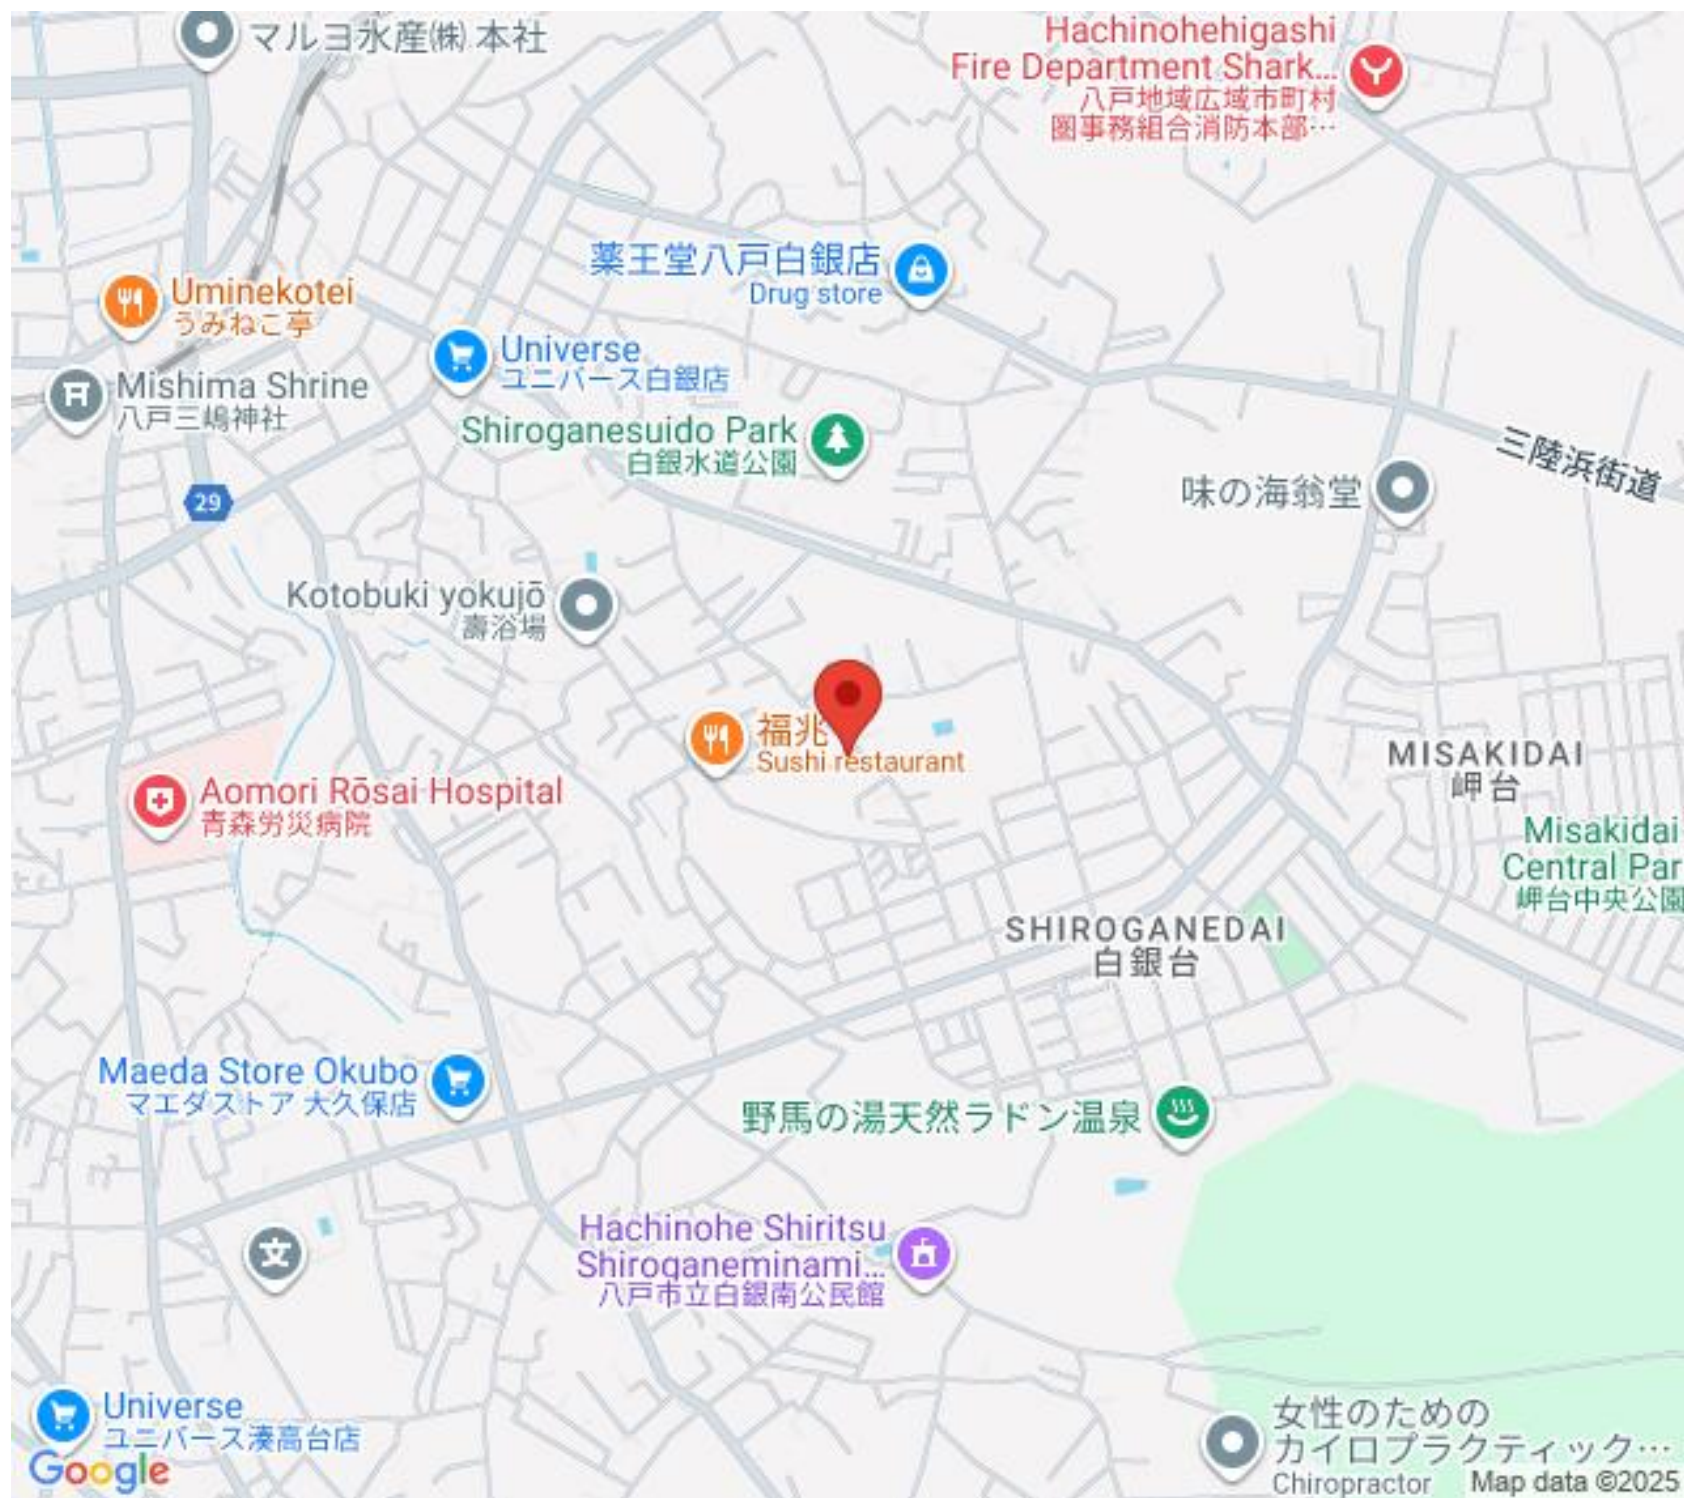 マルヨ水産㈱ 本社
Hachinohehigashi
Fire Department Shark...
八戸地域広域市町村
圏事務組合消防本部…
薬王堂八戸白銀店
Drug store
Uminekotei
うみねこ亭
Universe
ユニバース白銀店
Mishima Shrine
八戸三嶋神社
Shiroganesuido Park
白銀水道公園
三陸浜街道
味の海翁堂
29
Kotobuki yokujō
壽浴場
福兆
Sushi restaurant
MISAKIDAI
岬台
Aomori Rōsai Hospital
青森労災病院
Misakidai
Central Par
岬台中央公園
SHIROGANEDAI
白銀台
Maeda Store Okubo
マエダストア 大久保店
野馬の湯天然ラドン温泉
Hachinohe Shiritsu
Shiroganeminami...
八戸市立白銀南公民館
文
Universe
ユニバース湊高台店
女性のための
カイロプラクティック…
Chiropractor
Google
Map data ©2025